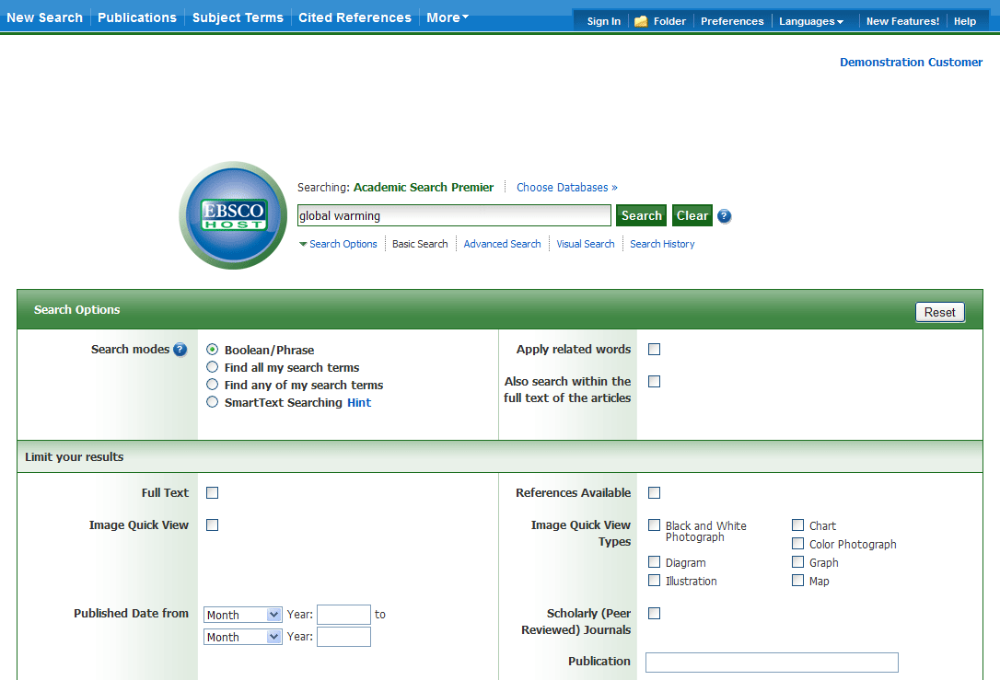 New Search Publications Subject Terms Cited References More
Sign In Folder Preferences Languages New Features! Help
Demonstration Customer
EBSCO
HOST
Searching: Academic Search Premier Choose Databases »
global warming Search Clear ?
Search Options Basic Search Advanced Search Visual Search Search History
Search Options Reset
Search modes ? Boolean/Phrase
Find all my search terms
Find any of my search terms
SmartText Searching Hint
Apply related words
Also search within the
full text of the articles
Limit your results
Full Text References Available
Image Quick View
Image Quick View
Types
Black and White
Photograph
Chart
Color Photograph
Diagram Graph
Illustration Map
Published Date from Month Year: to
Month Year:
Scholarly (Peer
Reviewed) Journals
Publication